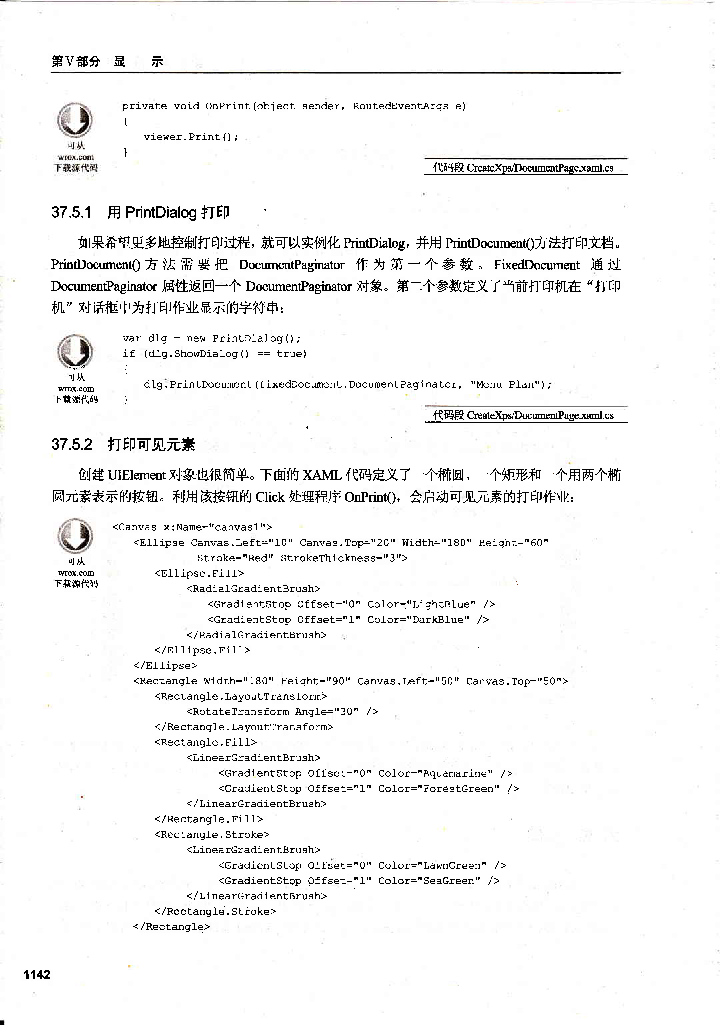 第V部分 显 示
private void OnPrint(object sender, RoutedEventArgs e)
{
viewer.Print();
}
可从
wrox.com
下载源代码
代码段 CreateXps/DocumentPage.xaml.cs
37.5.1 用 PrintDialog 打印
如果希望更多地控制打印过程，就可以实例化 PrintDialog，并用 PrintDocument()方法打印文档。
PrintDocument() 方 法 需 要 把 DocumentPaginator 作 为 第 一 个 参 数 。 FixedDocument 通 过
DocumentPaginator 属性返回一个 DocumentPaginator 对象。第二个参数定义了当前打印机在“打印
机”对话框中为打印作业显示的字符串：
var dlg = new PrintDialog();
if (dlg.ShowDialog() == true)
{
dlg.PrintDocument(fixedDocument.DocumentPaginator, "Menu Plan");
}
可从
wrox.com
下载源代码
代码段 CreateXps/DocumentPage.xaml.cs
37.5.2 打印可见元素
创建 UiElement 对象也很简单。下面的 XAML 代码定义了一个椭圆、一个矩形和一个用两个椭
圆元素表示的按钮。利用该按钮的 Click 处理程序 OnPrint()，会启动可见元素的打印作业：
可从
wrox.com
下载源代码
<Canvas x:Name="canvas1">
<Ellipse Canvas.Left="10" Canvas.Top="20" Width="180" Height="60"
Stroke="Red" StrokeThickness="3">
<Ellipse.Fill>
<RadialGradientBrush>
<GradientStop Offset="0" Color="LightBlue" />
<GradientStop Offset="1" Color="DarkBlue" />
</RadialGradientBrush>
</Ellipse.Fill>
</Ellipse>
<Rectangle Width="180" Height="90" Canvas.Left="50" Canvas.Top="50">
<Rectangle.LayoutTransform>
<RotateTransform Angle="30" />
</Rectangle.LayoutTransform>
<Rectangle.Fill>
<LinearGradientBrush>
<GradientStop Offset="0" Color="Aquamarine" />
<GradientStop Offset="1" Color="ForestGreen" />
</LinearGradientBrush>
</Rectangle.Fill>
<Rectangle.Stroke>
<LinearGradientBrush>
<GradientStop Offset="0" Color="LawnGreen" />
<GradientStop Offset="1" Color="SeaGreen" />
</LinearGradientBrush>
</Rectangle.Stroke>
</Rectangle>
1142